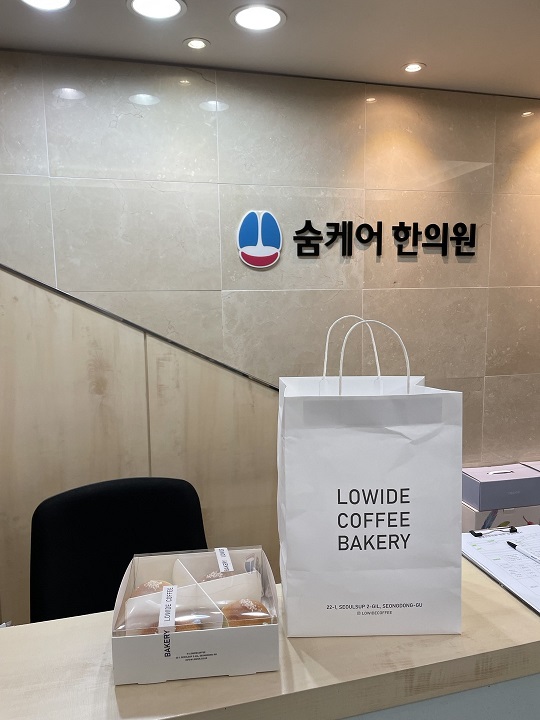 숨케어 한의원
LOWIDE
COFFEE
BAKERY
22-1, SEOULSUP 2-GIL, SEONGDONG-GU
@ LOWIDECOFFEE
BAKERY LOWIDE COFFEE